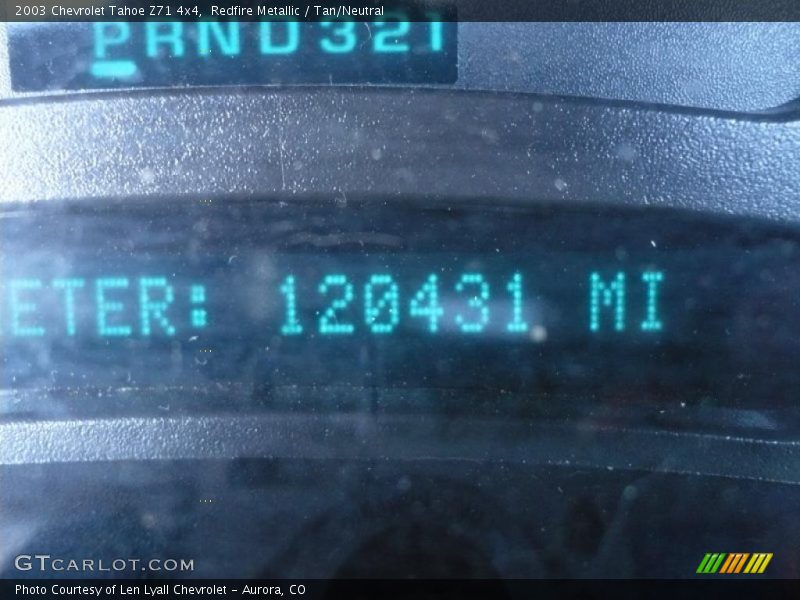 2003 Chevrolet Tahoe Z71 4x4, Redfire Metallic / Tan/Neutral
PRND321
ETER: 120431 MI
GTCARLOT.COM
Photo Courtesy of Len Lyall Chevrolet - Aurora, CO